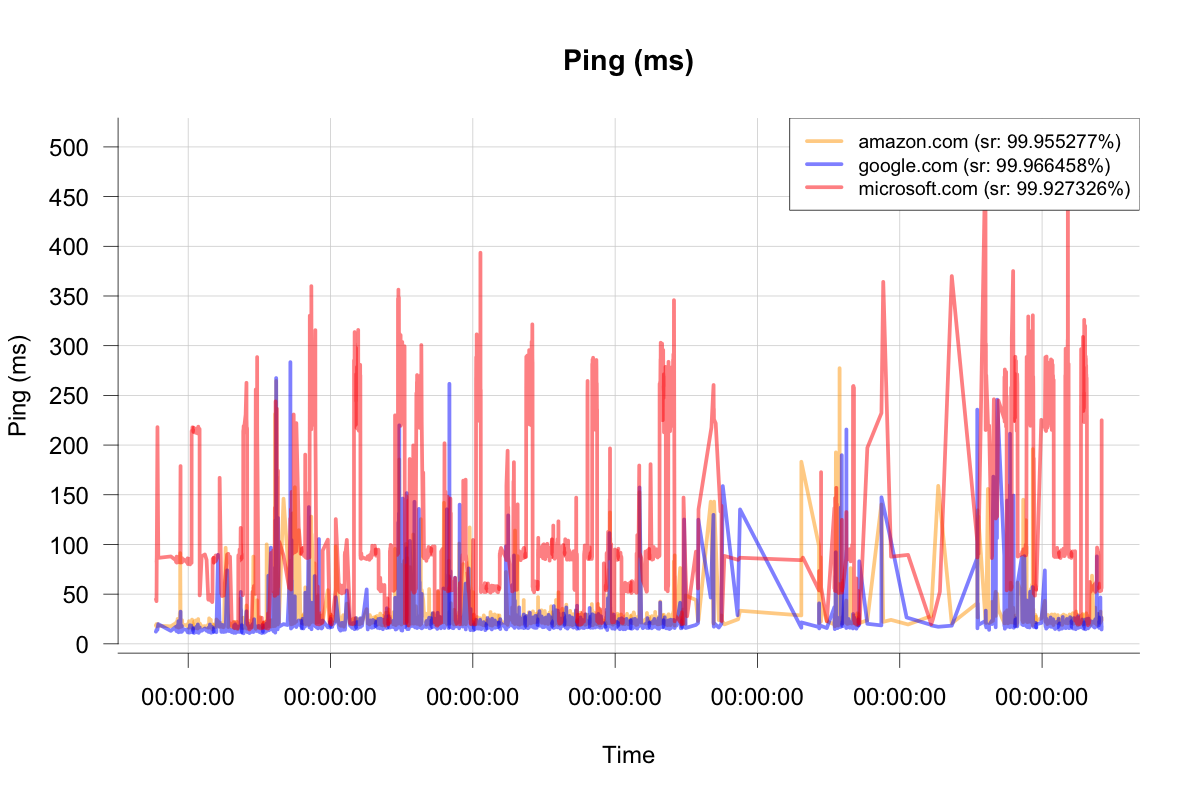 Ping (ms)
amazon.com (sr: 99.955277%)
google.com (sr: 99.966458%)
microsoft.com (sr: 99.927326%)
500
450
400
350
300
250
200
150
100
50
0
Ping (ms)
00:00:00 00:00:00 00:00:00 00:00:00 00:00:00 00:00:00 00:00:00
Time